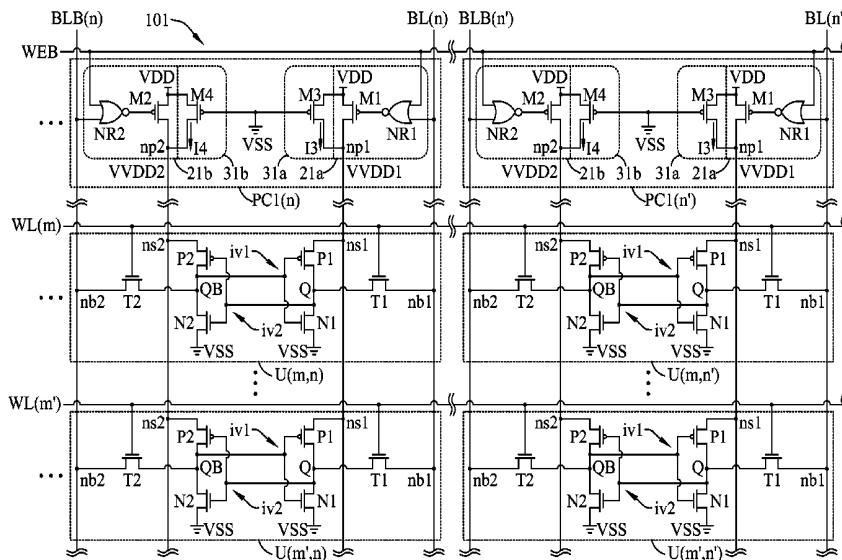 BLB(n) 101 BL(n) BLB(n') BL(n')
WEB
VDD VDD VDD VDD
M2 M4 M3 M1 M2 M4 M3 M1
NR2 VSS NR1 NR2 VSS NR1
np2 I4 I3 np1 np2 I4 I3 np1
VVDD2 21b 31b 31a 21a VVDD1 VVDD2 21b 31b 31a 21a VVDD1
PC1(n) PC1(n')
WL(m)
ns2 iv1 ns1 ns2 iv1 ns1
P2 P1 P2 P1
T2 QB Q T1 T2 QB Q T1
nb2 nb1 nb2 nb1
N2 iv2 N1 N2 iv2 N1
VSS VSS VSS VSS
U(m,n) U(m,n')
WL(m')
ns2 iv1 ns1 ns2 iv1 ns1
P2 P1 P2 P1
nb2 T2 QB Q T1 nb1 nb2 T2 QB Q T1 nb1
N2 iv2 N1 N2 iv2 N1
VSS VSS VSS VSS
U(m',n) U(m',n')